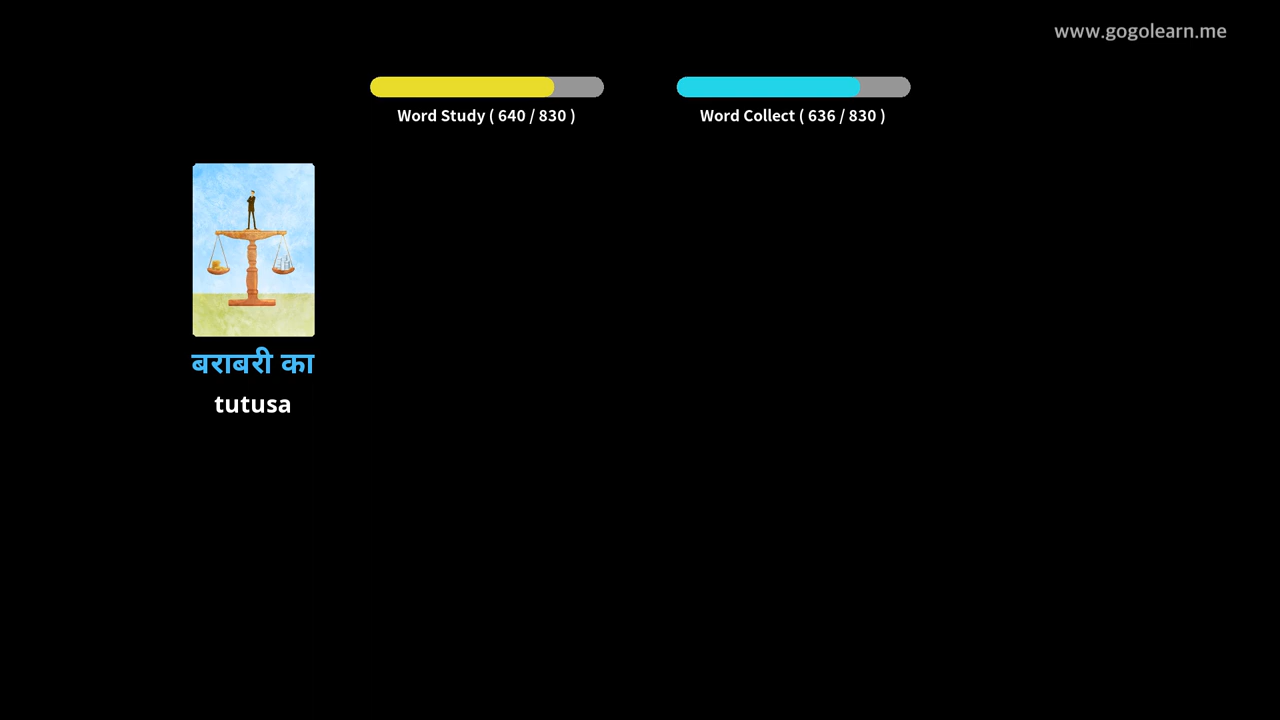 www.gogolearn.me
Word Study ( 640 / 830 )
Word Collect ( 636 / 830 )
बराबरी का
tutusa